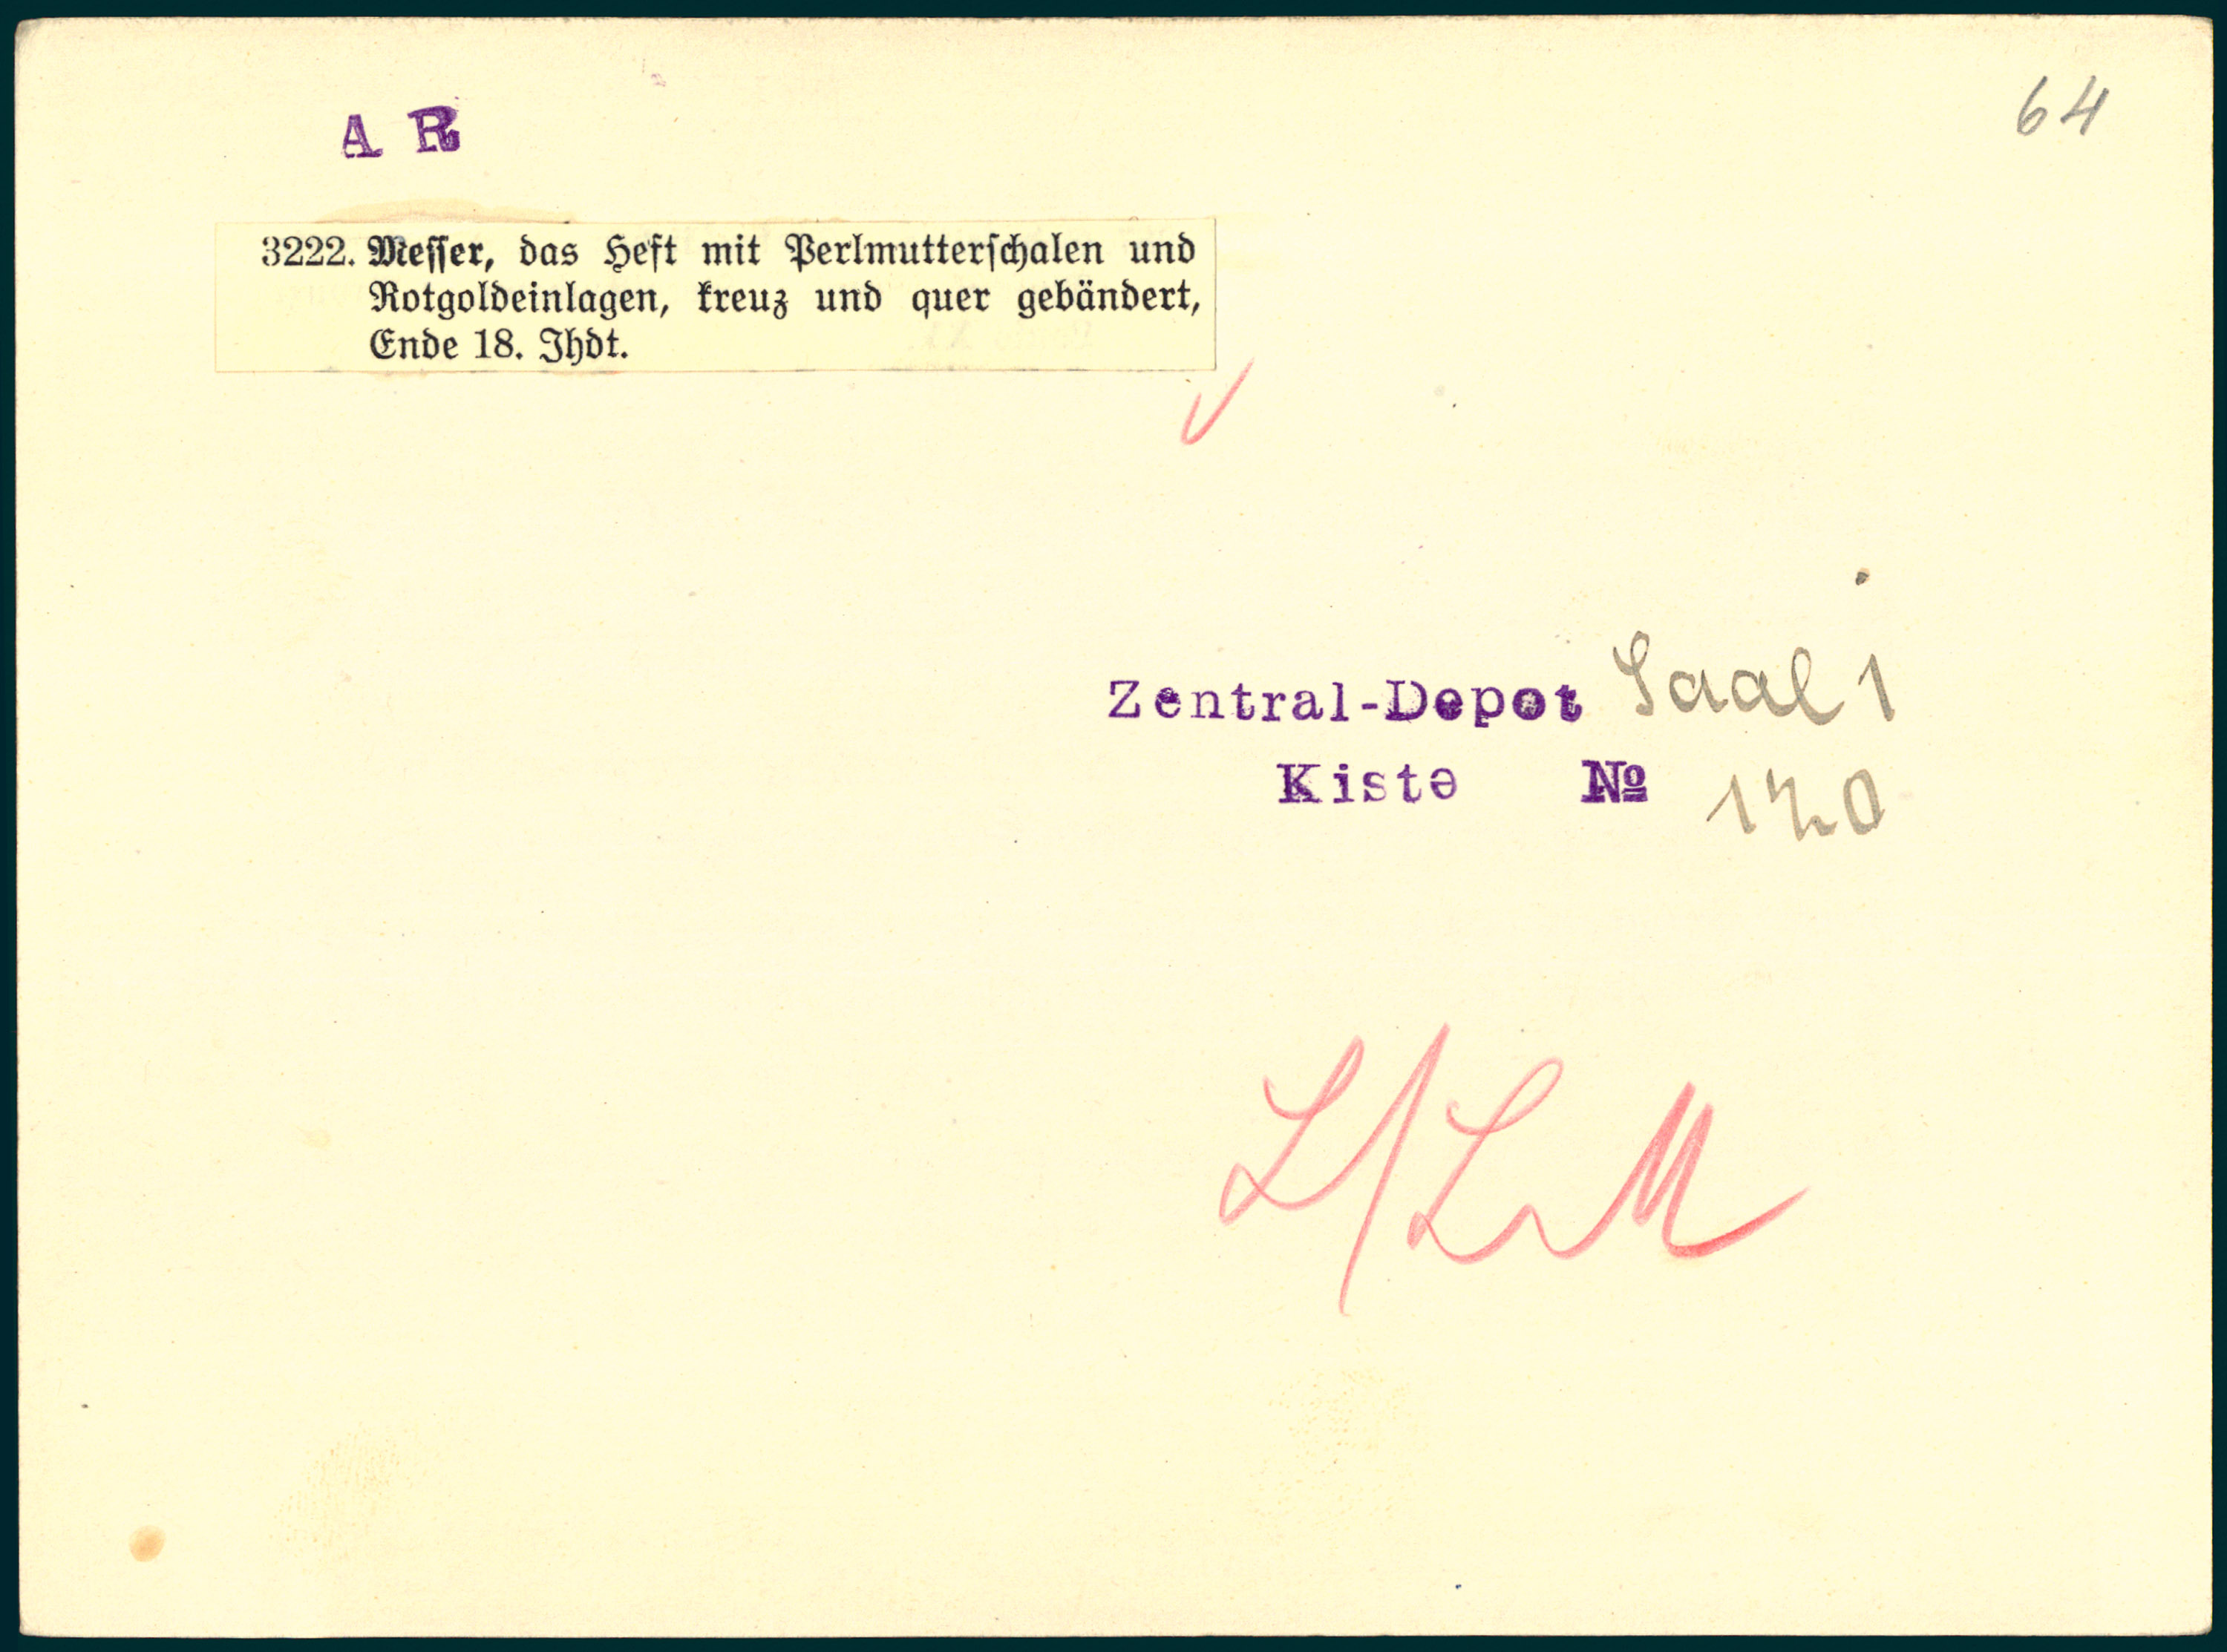 64
A R
3222. Messer, das Heft mit Perlmutterschalen und
Rotgoldeinlagen, kreuz und quer gebändert,
Ende 18. Jhdt.
Zentral-Depot Saal 1
Kiste № 120